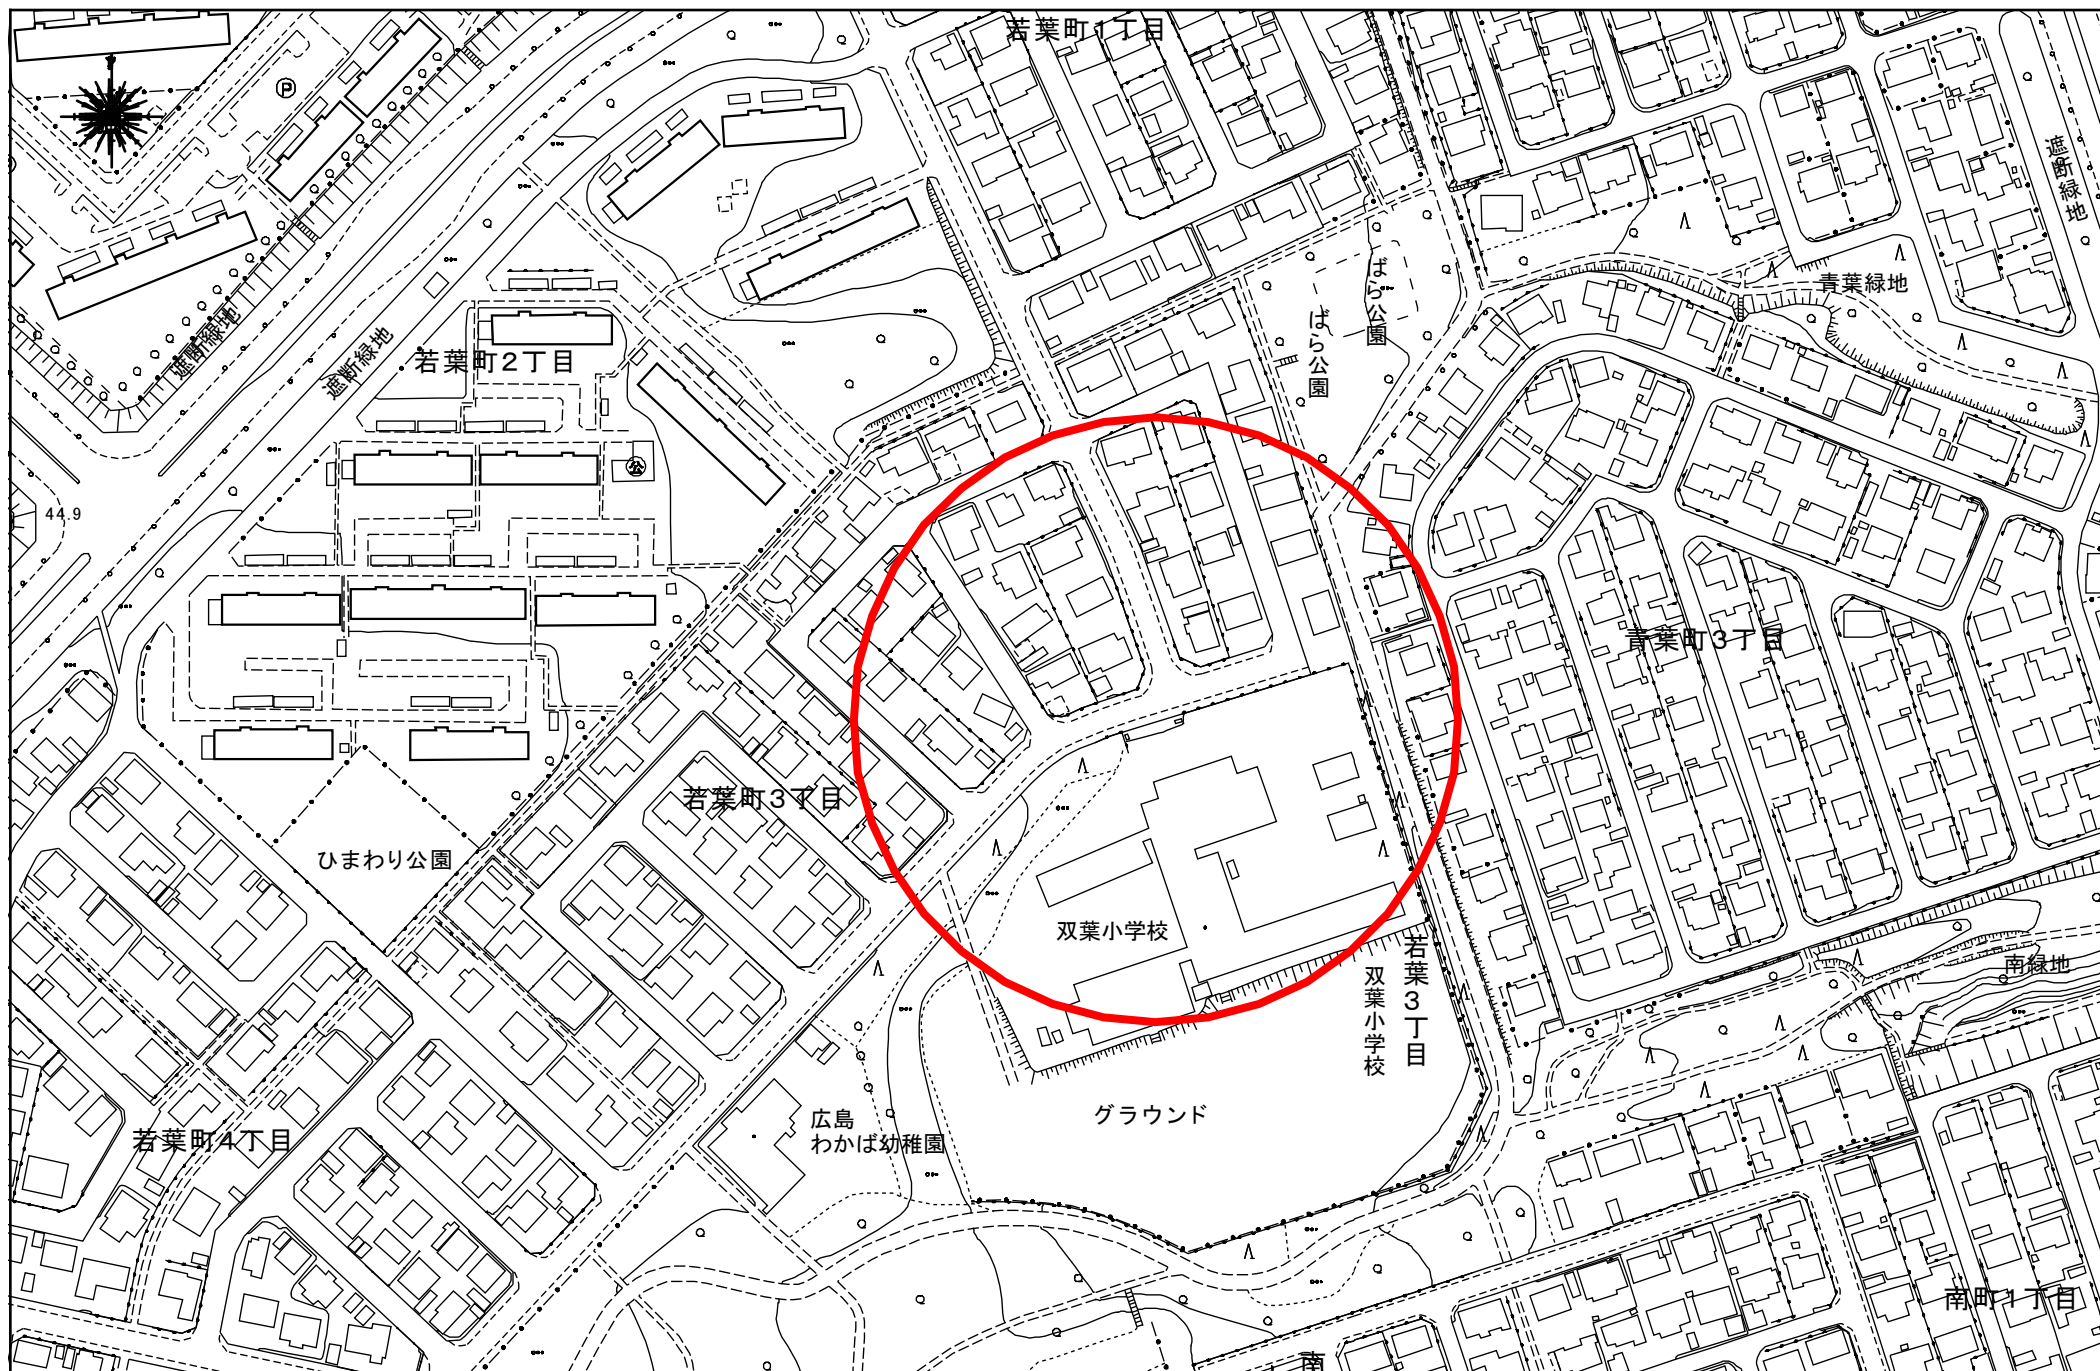 若葉町1丁目
P
遮断緑地
青葉緑地
ばら公園
ばら公園
遮断緑地
遮断緑地
若葉町2丁目
公
44.9
青葉町3丁目
若葉町3丁目
ひまわり公園
双葉小学校
若葉3丁目
双葉小学校
南緑地
グラウンド
広島
わかば幼稚園
若葉町4丁目
南町1丁目
南